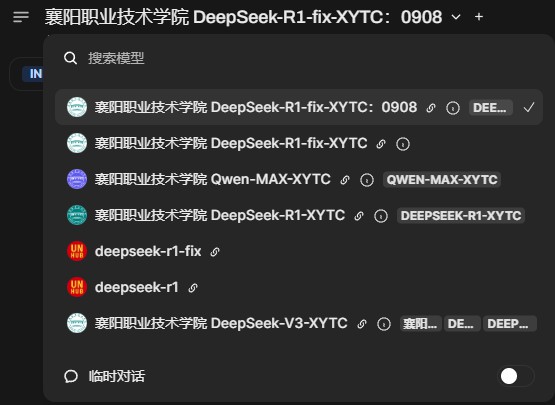 襄阳职业技术学院 DeepSeek-R1-fix-XYTC：0908
IN
搜索模型
襄阳职业技术学院 DeepSeek-R1-fix-XYTC：0908 DEE...
襄阳职业技术学院 DeepSeek-R1-fix-XYTC
襄阳职业技术学院 Qwen-MAX-XYTC QWEN-MAX-XYTC
襄阳职业技术学院 DeepSeek-R1-XYTC DEEPSEEK-R1-XYTC
UN HUB deepseek-r1-fix
UN HUB deepseek-r1
襄阳职业技术学院 DeepSeek-V3-XYTC 襄阳... DE... DEEP...
临时对话